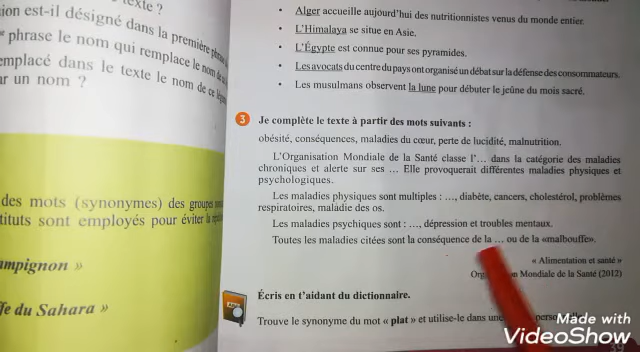 texte ?
ion est-il désigné dans la première phrase
phrase le nom qui remplace le nom de
emplacé dans le texte le nom de ce
ar un nom ?
des mots (synonymes) des groupes
tituts sont employés pour éviter la
ampignon »
fe du Sahara »
• Alger accueille aujourd'hui des nutritionnistes venus du monde entier.
• L'Himalaya se situe en Asie.
• L'Égypte est connue pour ses pyramides.
• Les avocats du centre du pays ont organisé un débat sur la défense des consommateurs.
• Les musulmans observent la lune pour débuter le jeûne du mois sacré.
3 Je complète le texte à partir des mots suivants :
obésité, conséquences, maladies du cœur, perte de lucidité, malnutrition.
L'Organisation Mondiale de la Santé classe l'... dans la catégorie des maladies
chroniques et alerte sur ses ... Elle provoquerait différentes maladies physiques et
psychologiques.
Les maladies physiques sont multiples : ..., diabète, cancers, cholestérol, problèmes
respiratoires, maladie des os.
Les maladies psychiques sont : ..., dépression et troubles mentaux.
Toutes les maladies citées sont la conséquence de la ... ou de la «malbouffe».
« Alimentation et santé »
Mondiale de la Santé (2012)
Écris en t'aidant du dictionnaire.
Trouve le synonyme du mot « plat » et utilise-le dans une
Made with
VideoShow
39